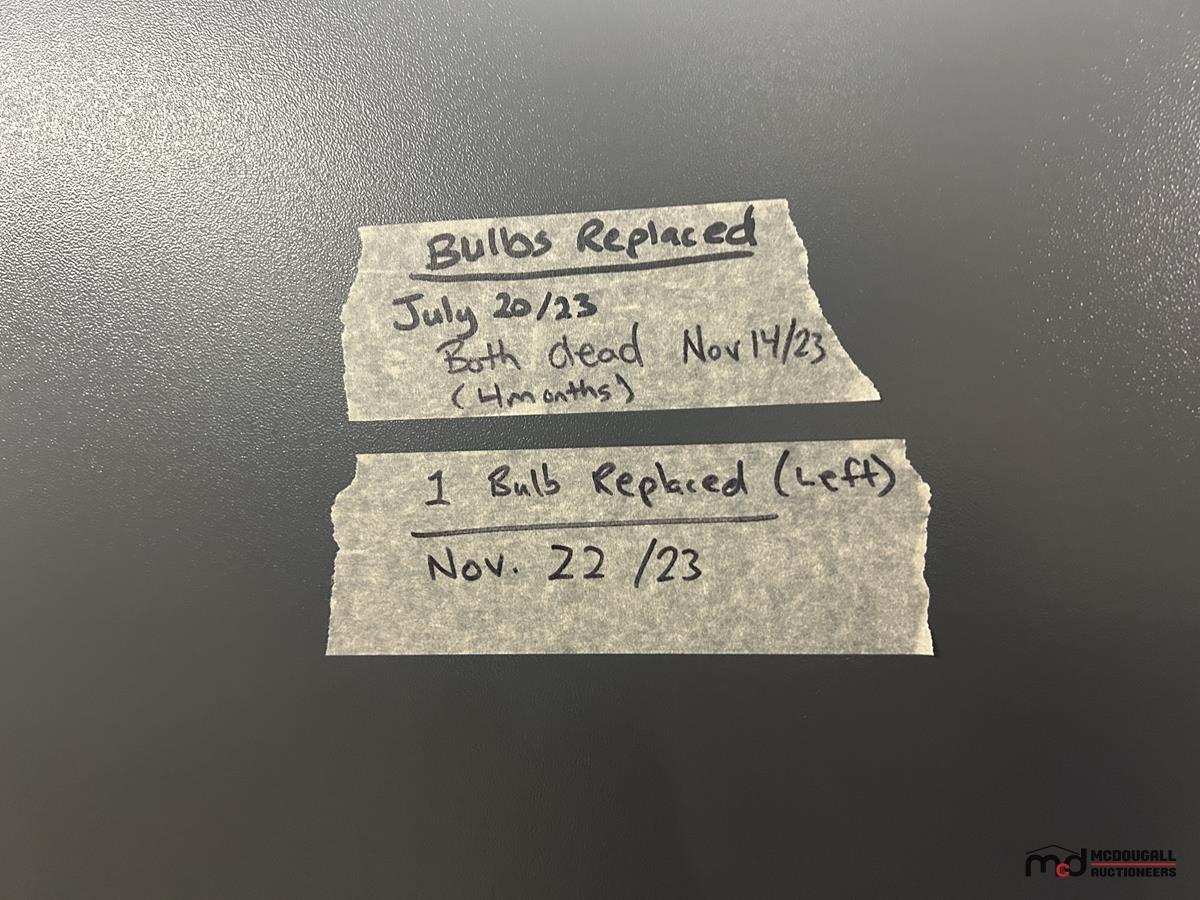 Bulbs Replaced
July 20/23
Both dead Nov 14/23
(4 months)
1 Bulb Replaced (Left)
Nov. 22 /23
mcd MCDOUGALL
AUCTIONEERS